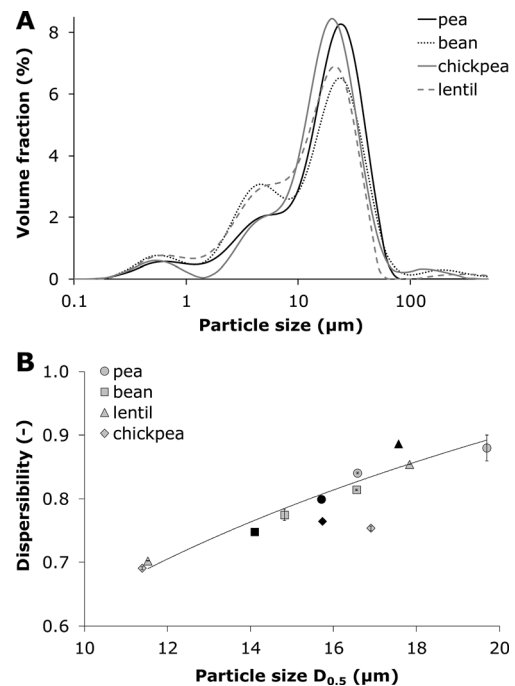 A
Volume fraction (%)
8
6
4
2
0
0.1 1 10 100
Particle size (µm)
pea
bean
chickpea
lentil
B
Dispersibility (-)
1.0
0.9
0.8
0.7
0.6
10 12 14 16 18 20
Particle size D0.5 (µm)
pea
bean
lentil
chickpea